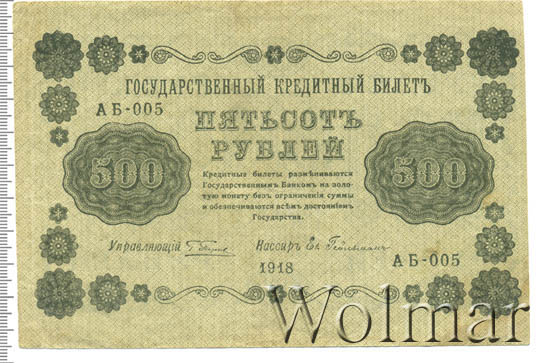 ГОСУДАРСТВЕННЫЙ КРЕДИТНЫЙ БИЛЕТЪ
АБ-005
ПЯТЬСОТЪ
РУБЛЕЙ
500
500
Кредитные билеты размѣниваются
Государственнымъ Банкомъ на золо-
тую монету безъ ограниченія суммы
и обезпечиваются всѣмъ достояніемъ
Государства.
Управляющій
Кассиръ
1918
АБ-005
Wolmar